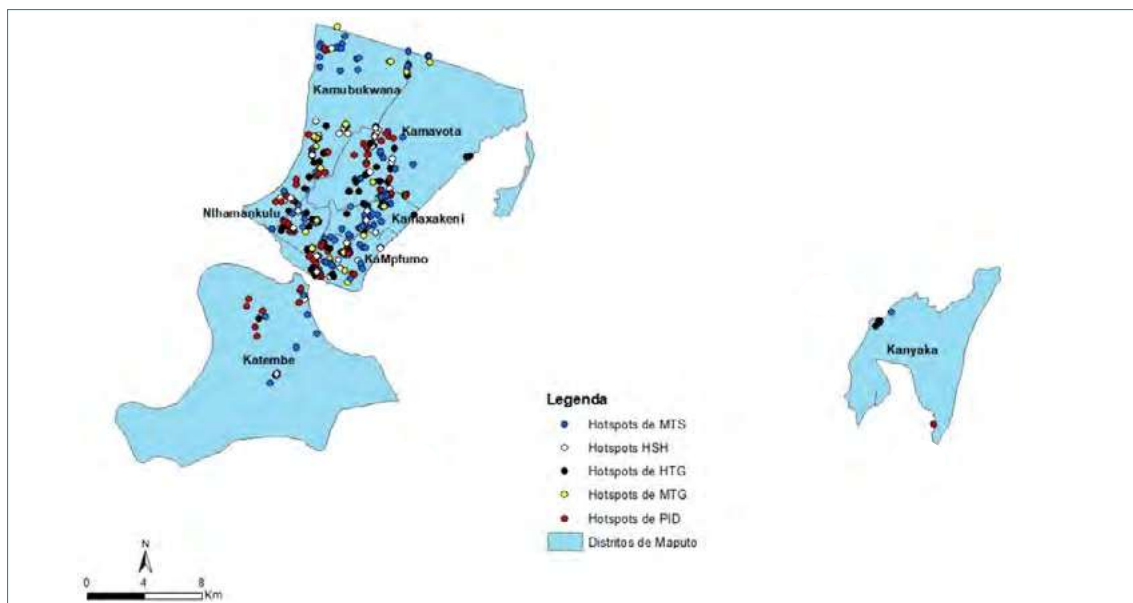 Kamubukwana
Kamavota
Nlhamankulu
Kamaxakeni
KaMpfumo
Katembe
Kanyaka
Legenda
Hotspots de MTS
Hotspots HSH
Hotspots de HTG
Hotspots de MTG
Hotspots de PID
Distritos de Maputo
N
0 4 8
Km